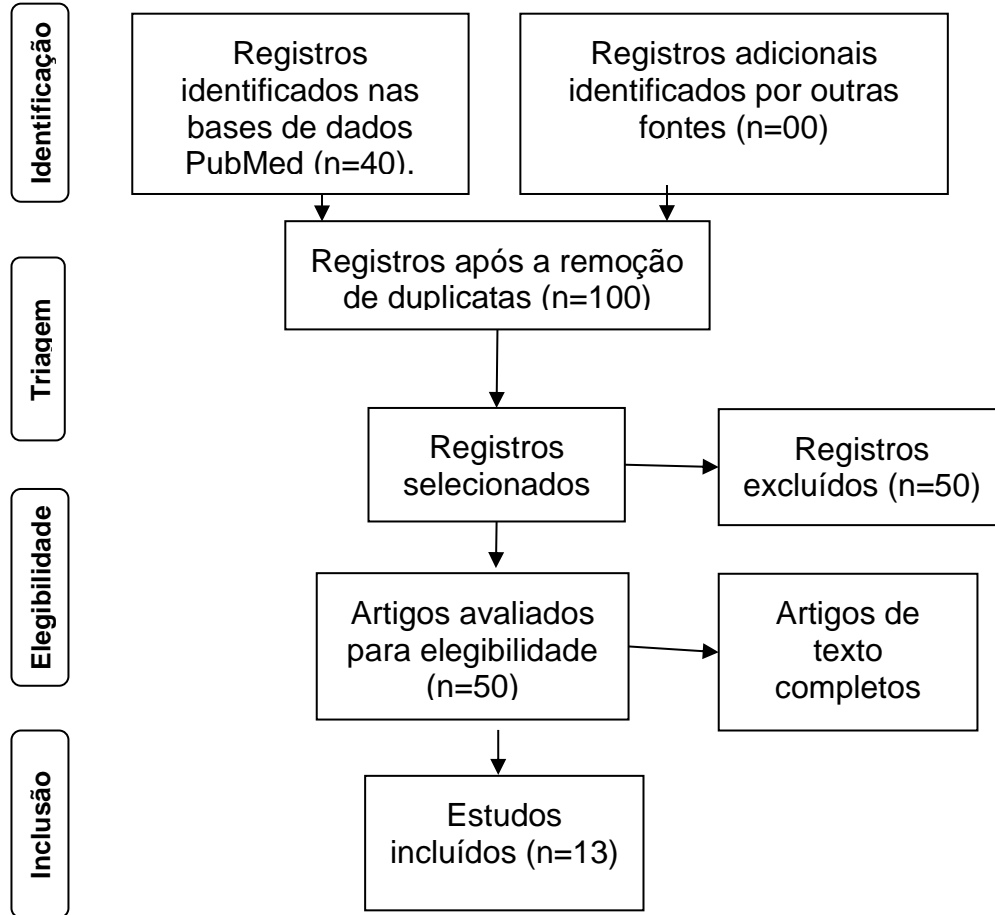 Identificação
Registros
identificados nas
bases de dados
PubMed (n=40).
Registros adicionais
identificados por outras
fontes (n=00)
Triagem
Registros após a remoção
de duplicatas (n=100)
Registros
selecionados
Registros
excluídos (n=50)
Elegibilidade
Artigos avaliados
para elegibilidade
(n=50)
Artigos de
texto
completos
Inclusão
Estudos
incluídos (n=13)